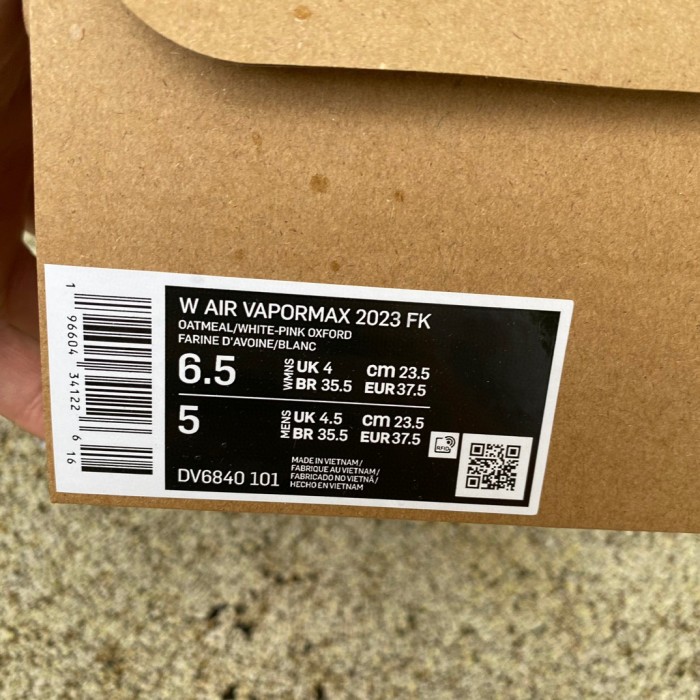 W AIR VAPORMAX 2023 FK
OATMEAL/WHITE-PINK OXFORD
FARINE D'AVOINE/BLANC
6.5 WMNS UK 4 cm 23.5
BR 35.5 EUR 37.5
5 MENS UK 4.5 cm 23.5
BR 35.5 EUR 37.5
RFID
DV6840 101
MADE IN VIETNAM/
FABRIQUE AU VIETNAM/
FABRICADO NO VIETNÃ/
HECHO EN VIETNAM
1 96604 34122 6 16